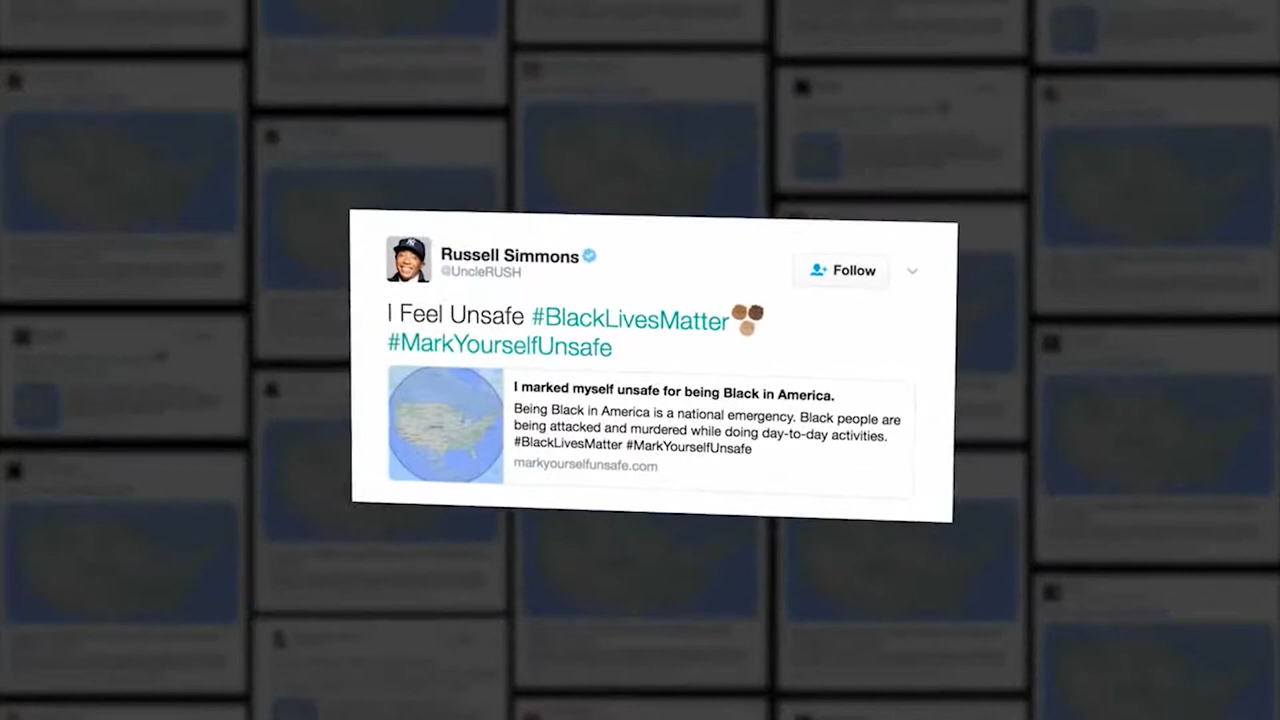 Russell Simmons
@UncleRUSH
Follow
I Feel Unsafe #BlackLivesMatter
#MarkYourselfUnsafe
I marked myself unsafe for being Black in America.
Being Black in America is a national emergency. Black people are
being attacked and murdered while doing day-to-day activities.
#BlackLivesMatter #MarkYourselfUnsafe
markyourselfunsafe.com